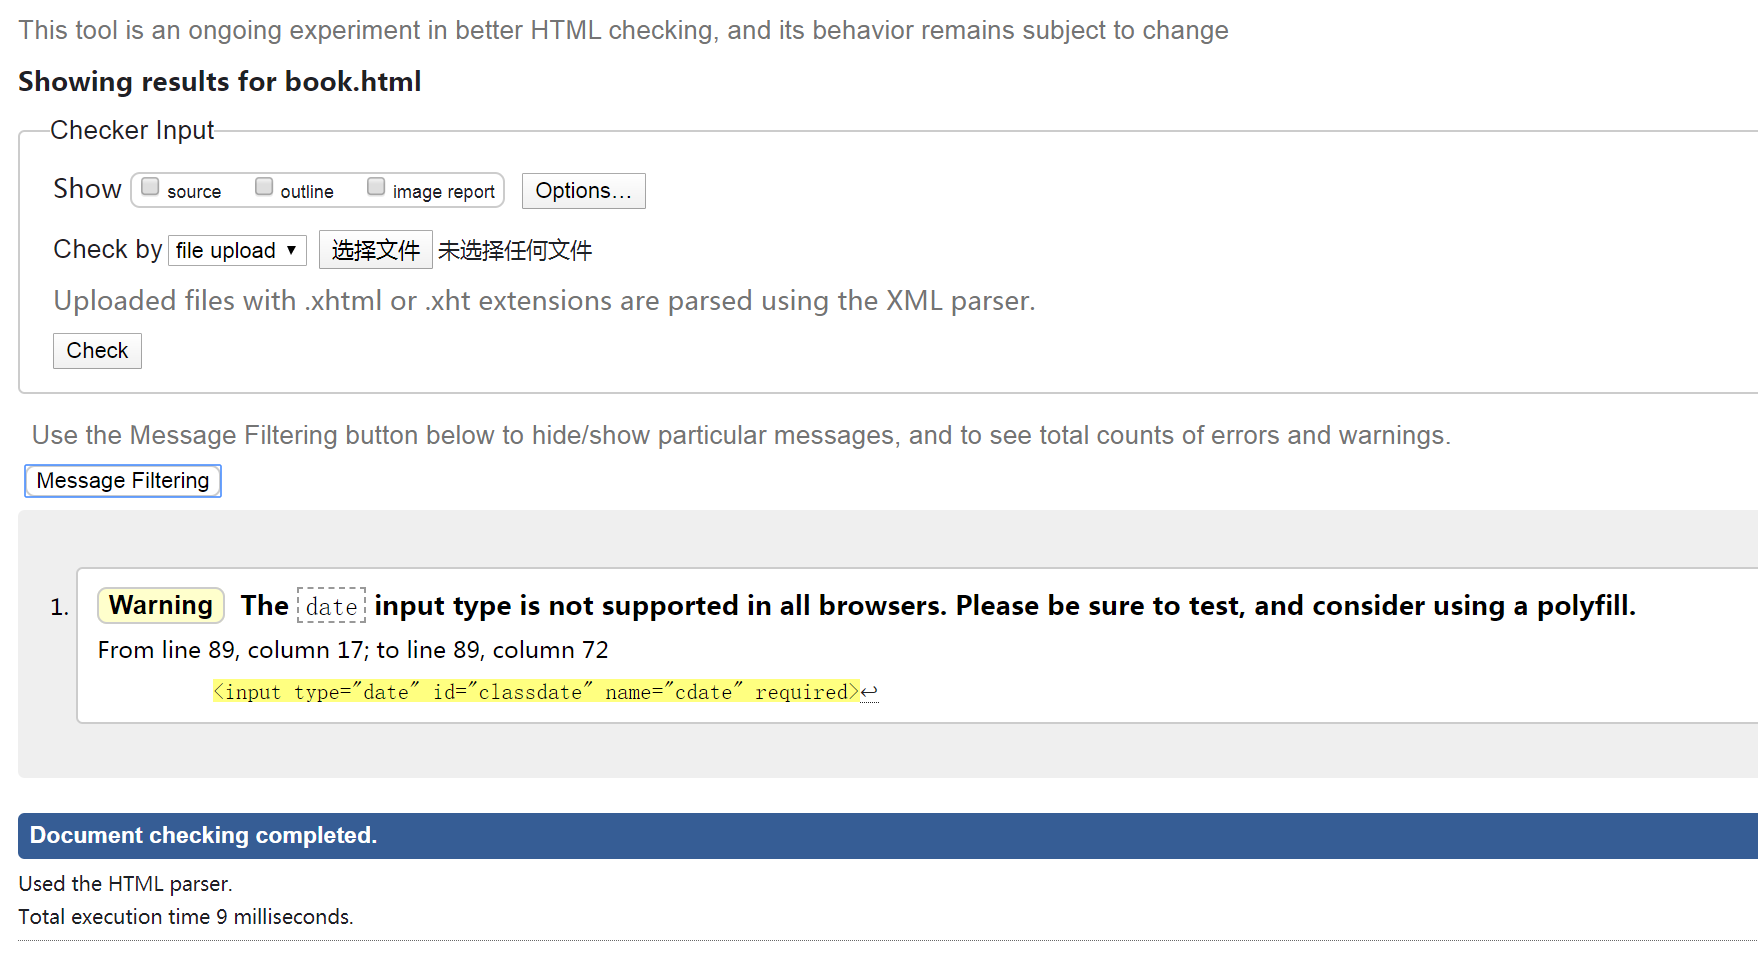 This tool is an ongoing experiment in better HTML checking, and its behavior remains subject to change
Showing results for book.html
Checker Input
Show source outline image report Options...
Check by file upload ▼ 选择文件 未选择任何文件
Uploaded files with .xhtml or .xht extensions are parsed using the XML parser.
Check
Use the Message Filtering button below to hide/show particular messages, and to see total counts of errors and warnings.
Message Filtering
1. Warning The date input type is not supported in all browsers. Please be sure to test, and consider using a polyfill.
From line 89, column 17; to line 89, column 72
<input type="date" id="classdate" name="cdate" required>↩
Document checking completed.
Used the HTML parser.
Total execution time 9 milliseconds.